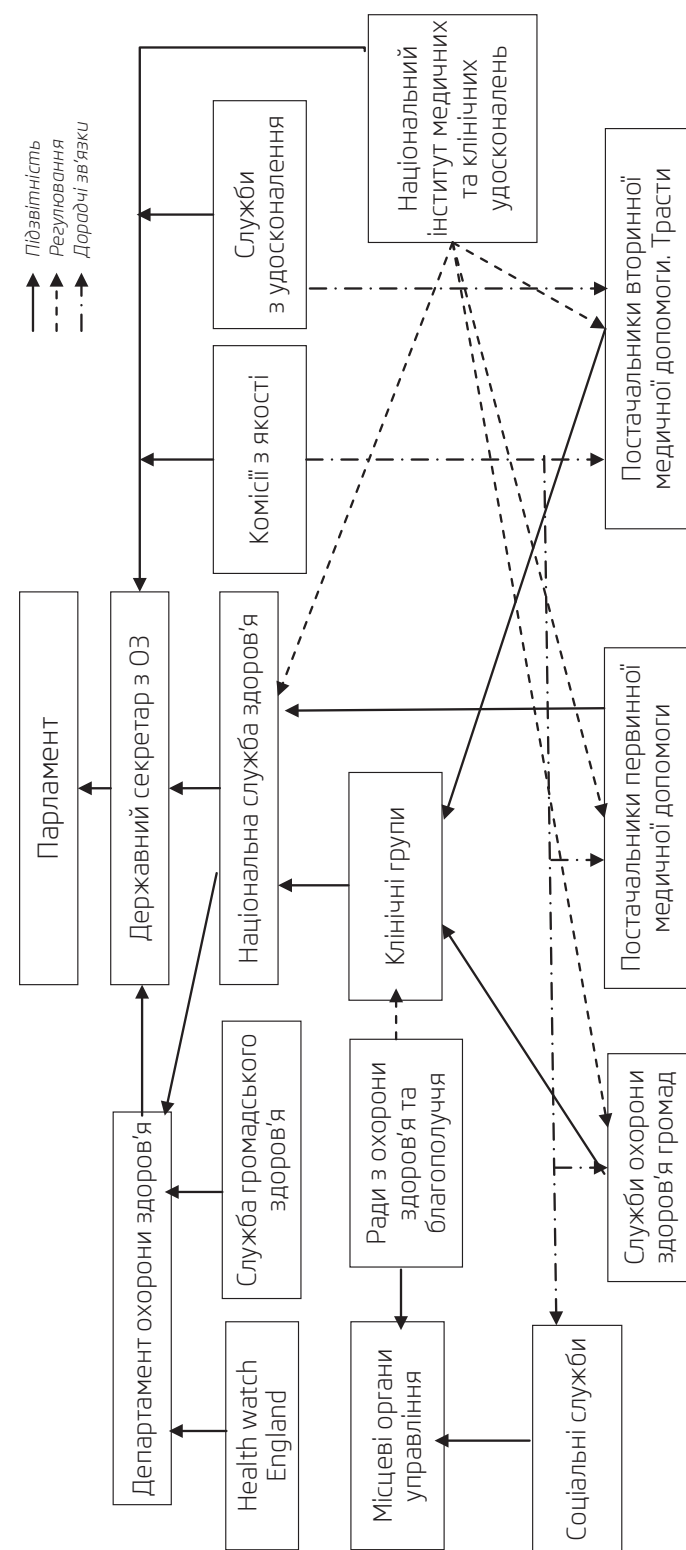 Підзвітність
Регулювання
Дорадчі зв'язки
Парламент
Державний секретар з ОЗ
Департамент охорони здоров'я
Health watch
England
Служба громадського
здоров'я
Національна служба здоров'я
Комісії з якості
Служби
з удосконалення
Місцеві органи
управління
Ради з охорони
здоров'я та
благополуччя
Клінічні групи
Національний
інститут медичних
та клінічних
удосконалень
Соціальні служби
Служби охорони
здоров'я громад
Постачальники первинної
медичної допомоги
Постачальники вторинної
медичної допомоги. Трасти